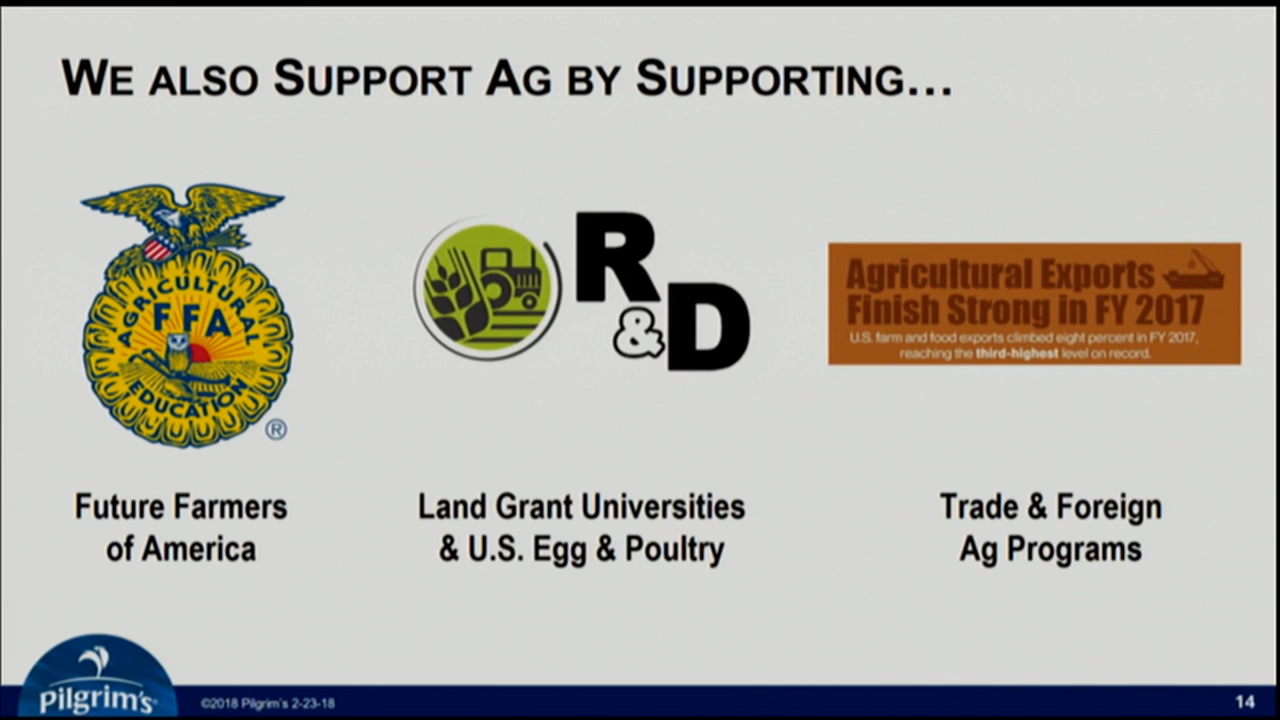 WE ALSO SUPPORT AG BY SUPPORTING...
AGRICULTURAL
FFA
EDUCATION
®
R
&
D
Agricultural Exports
Finish Strong in FY 2017
U.S. farm and food exports climbed eight percent in FY 2017,
reaching the third-highest level on record.
Future Farmers
of America
Land Grant Universities
& U.S. Egg & Poultry
Trade & Foreign
Ag Programs
Pilgrim's
©2018 Pilgrim's 2-23-18
14